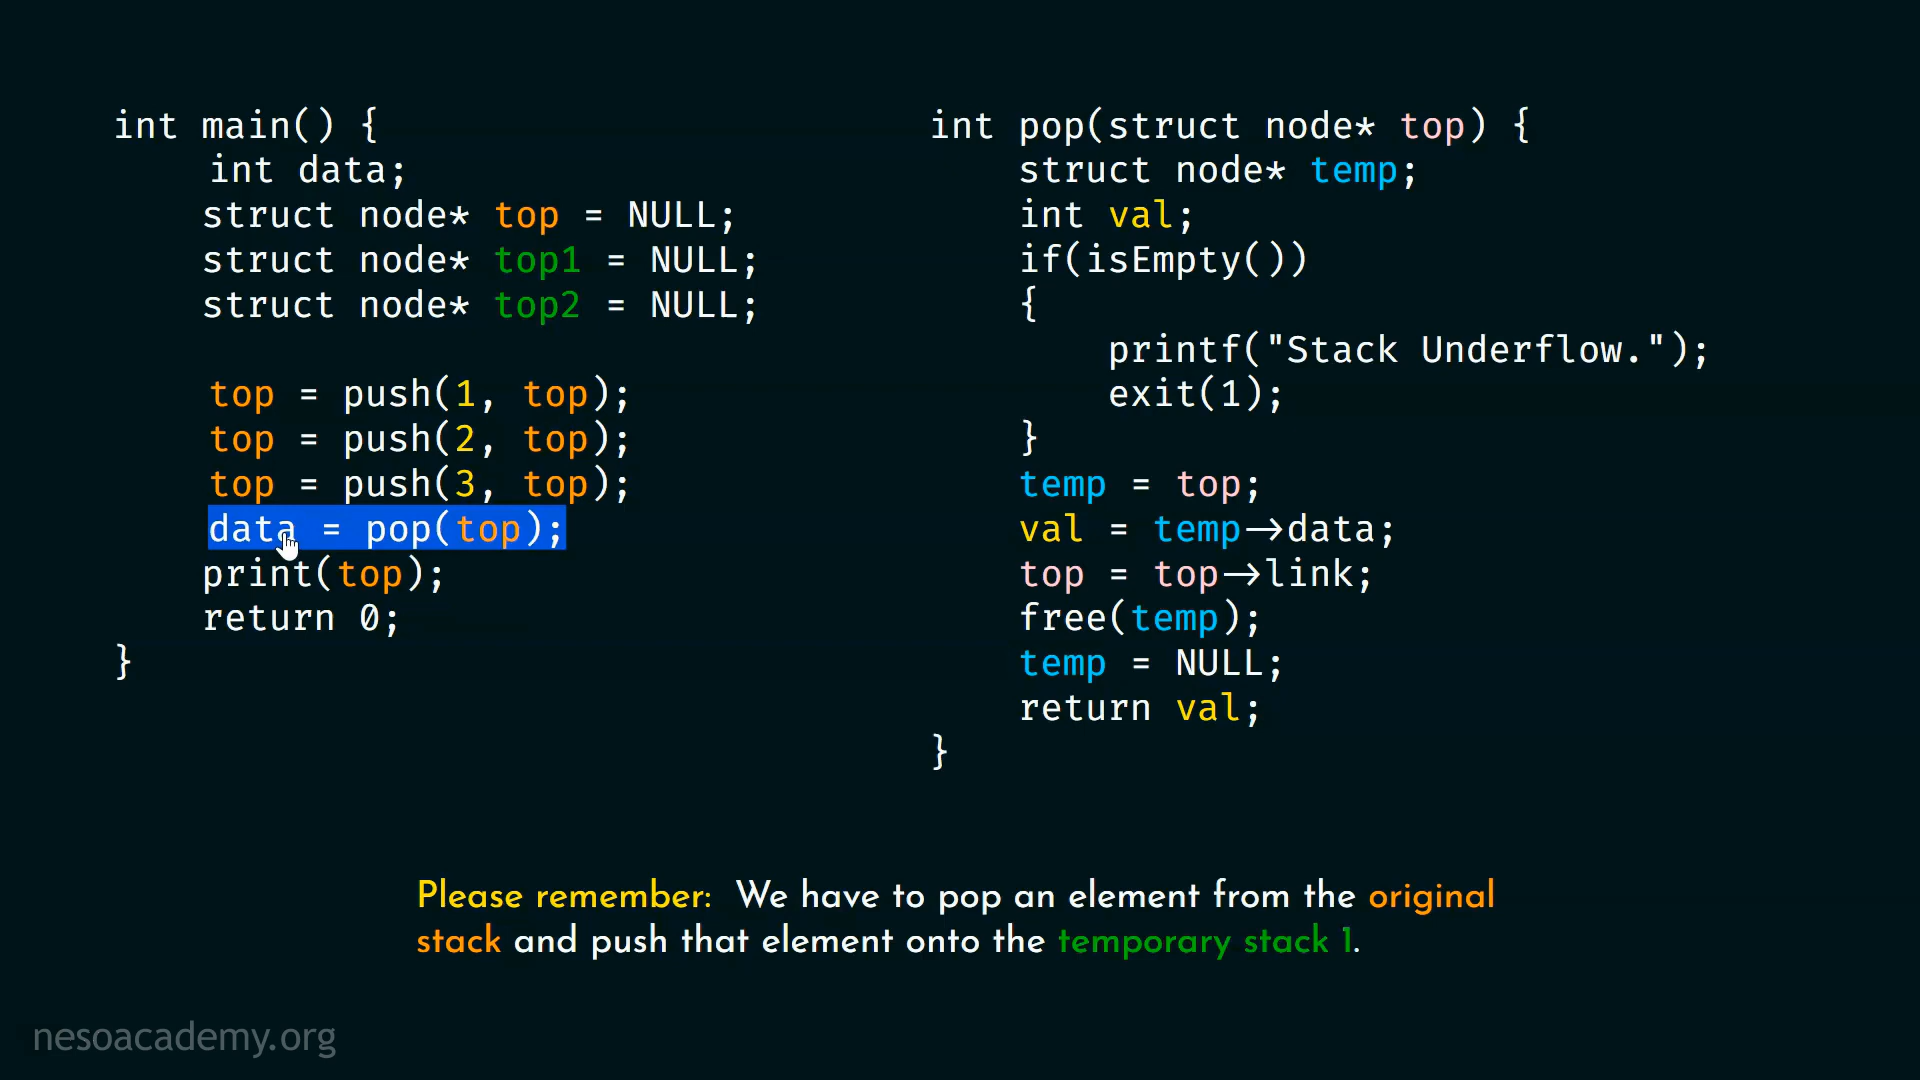 int main() {
int data;
struct node* top = NULL;
struct node* top1 = NULL;
struct node* top2 = NULL;
top = push(1, top);
top = push(2, top);
top = push(3, top);
data = pop(top);
print(top);
return 0;
}
int pop(struct node* top) {
struct node* temp;
int val;
if(isEmpty())
{
printf("Stack Underflow.");
exit(1);
}
temp = top;
val = temp→data;
top = top→link;
free(temp);
temp = NULL;
return val;
}
Please remember: We have to pop an element from the original
stack and push that element onto the temporary stack 1.
nesoacademy.org